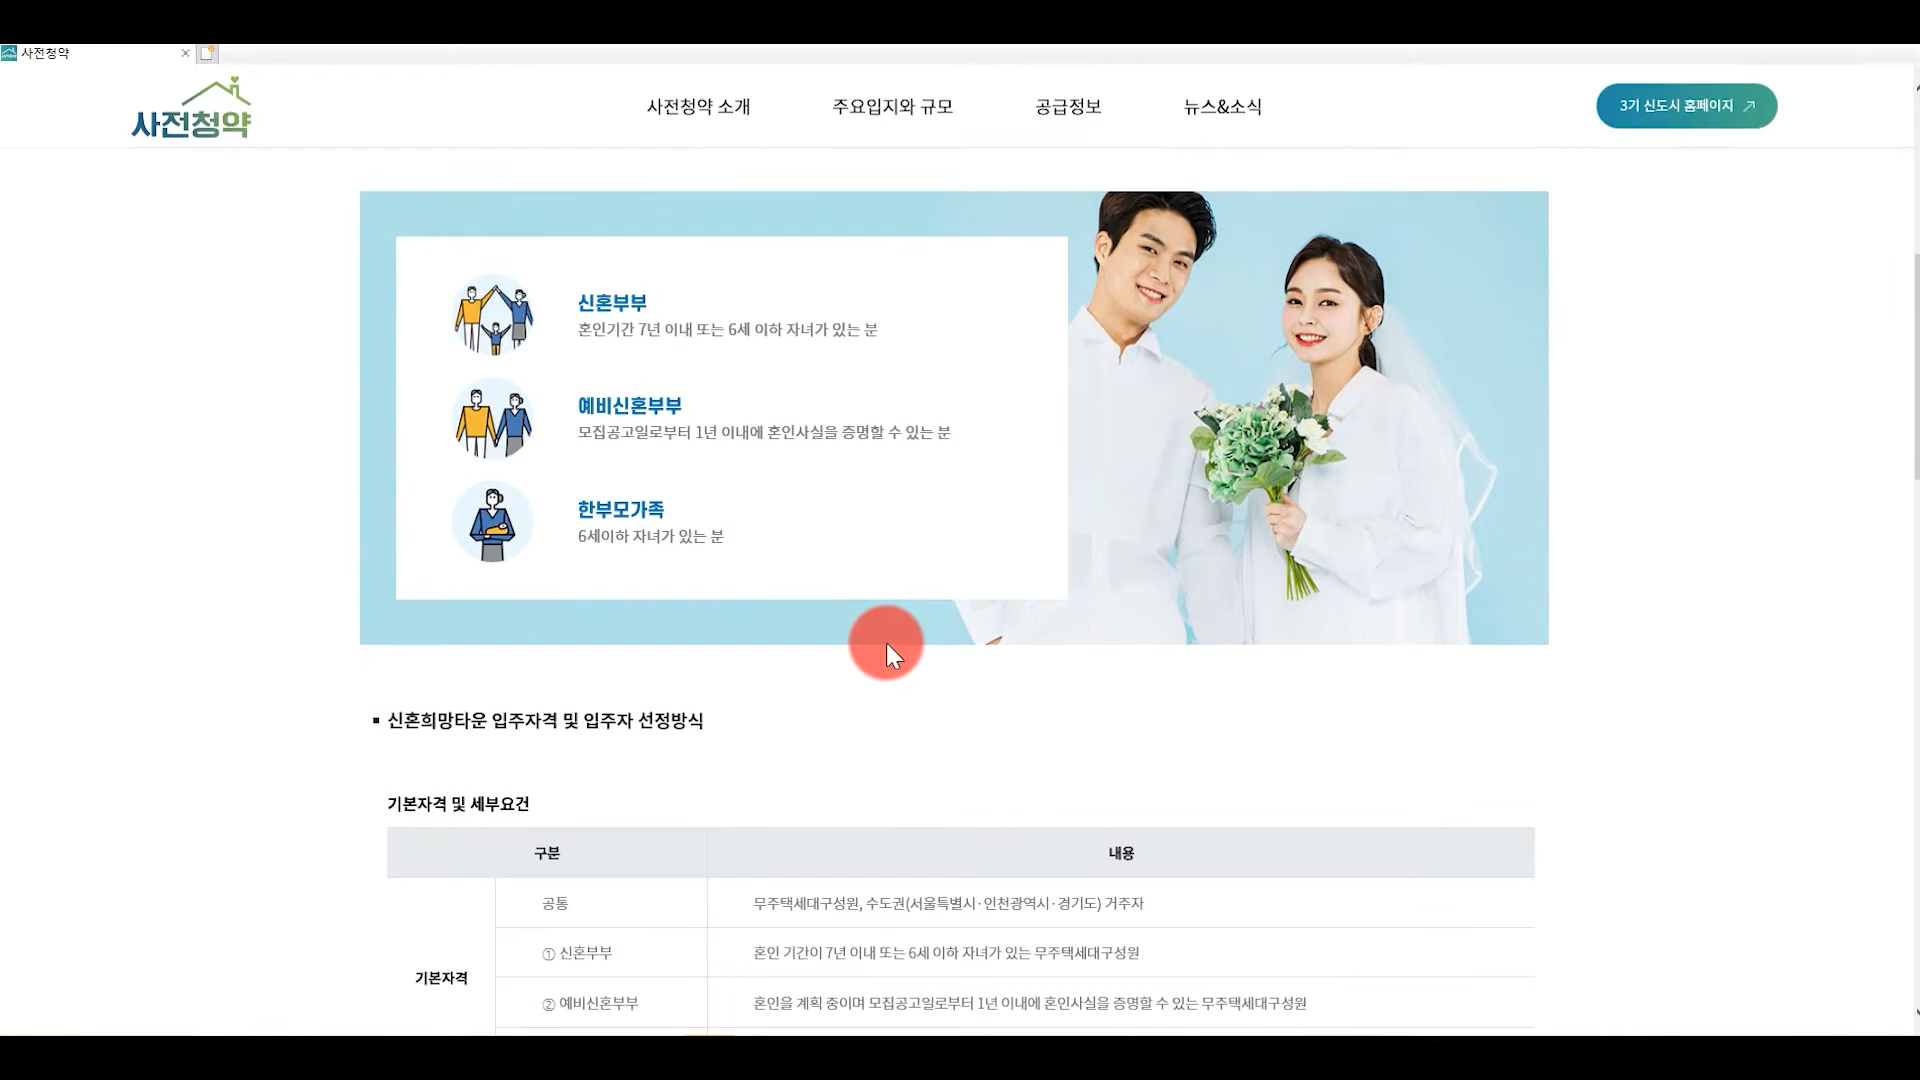 사전청약
사전청약
사전청약 소개
주요입지와 규모
공급정보
뉴스&소식
3기 신도시 홈페이지
신혼부부
혼인기간 7년 이내 또는 6세 이하 자녀가 있는 분
예비신혼부부
모집공고일로부터 1년 이내에 혼인사실을 증명할 수 있는 분
한부모가족
6세이하 자녀가 있는 분
▪ 신혼희망타운 입주자격 및 입주자 선정방식
기본자격 및 세부요건
구분 내용
공통 무주택세대구성원, 수도권(서울특별시·인천광역시·경기도) 거주자
① 신혼부부 혼인 기간이 7년 이내 또는 6세 이하 자녀가 있는 무주택세대구성원
기본자격
② 예비신혼부부 혼인을 계획 중이며 모집공고일로부터 1년 이내에 혼인사실을 증명할 수 있는 무주택세대구성원